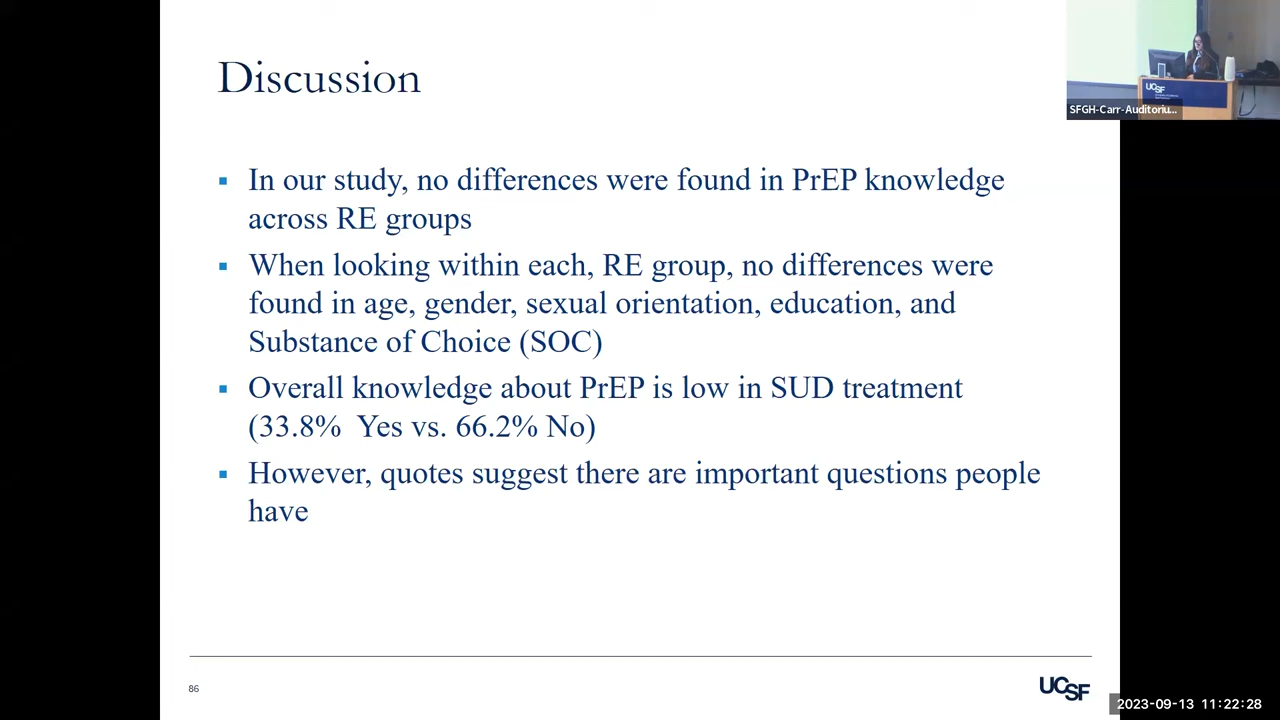 Discussion
In our study, no differences were found in PrEP knowledge
across RE groups
When looking within each, RE group, no differences were
found in age, gender, sexual orientation, education, and
Substance of Choice (SOC)
Overall knowledge about PrEP is low in SUD treatment
(33.8%  Yes vs. 66.2% No)
However, quotes suggest there are important questions people
have
86
UCSF
UCSF
SFGH-Carr-Auditoriu...
2023-09-13 11:22:28